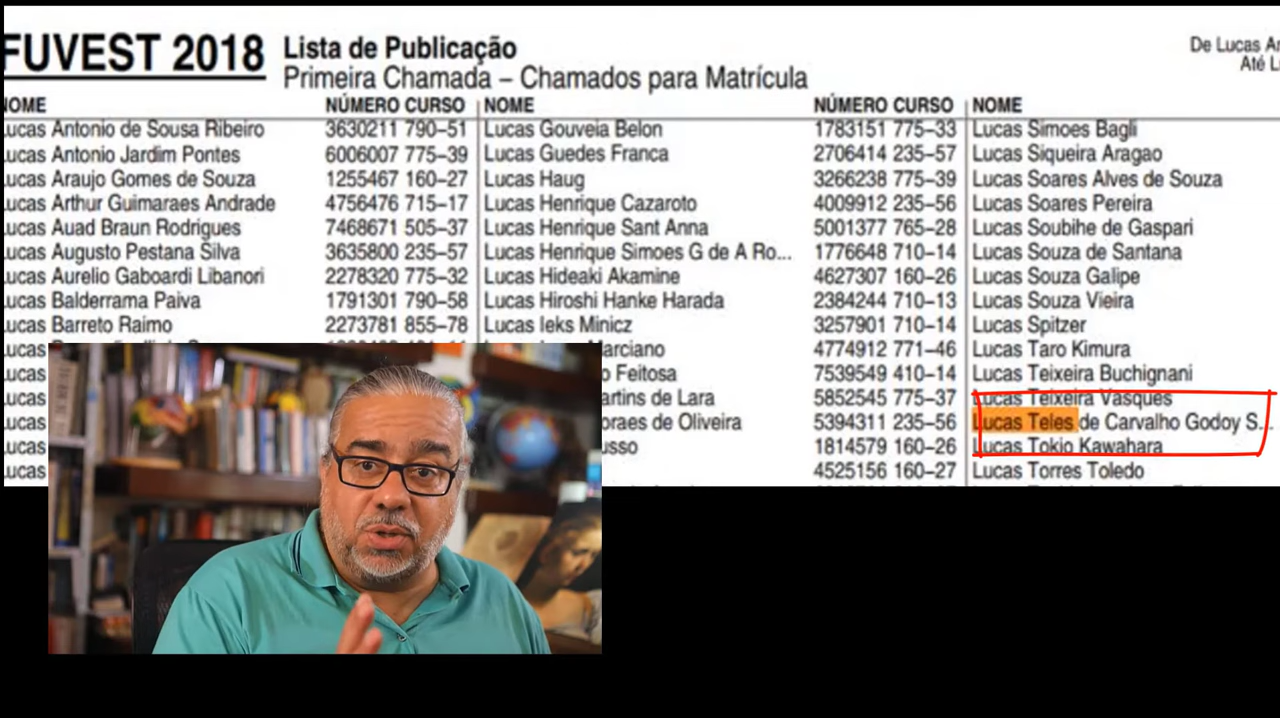 FUVEST 2018 Lista de Publicação
Primeira Chamada – Chamados para Matrícula
De Lucas
Até
NOME NÚMERO CURSO NOME NÚMERO CURSO NOME
Lucas Antonio de Sousa Ribeiro 3630211 790–51 Lucas Gouveia Belon 1783151 775–33 Lucas Simoes Bagli
Lucas Antonio Jardim Pontes 6006007 775–39 Lucas Guedes Franca 2706414 235–57 Lucas Siqueira Aragao
Lucas Araujo Gomes de Souza 1255467 160–27 Lucas Haug 3266238 775–39 Lucas Soares Alves de Souza
Lucas Arthur Guimaraes Andrade 4756476 715–17 Lucas Henrique Cazaroto 4009912 235–56 Lucas Soares Pereira
Lucas Auad Braun Rodrigues 7468671 505–37 Lucas Henrique Sant Anna 5001377 765–28 Lucas Soubihe de Gaspari
Lucas Augusto Pestana Silva 3635800 235–57 Lucas Henrique Simoes G de A Ro... 1776648 710–14 Lucas Souza de Santana
Lucas Aurelio Gaboardi Libanori 2278320 775–32 Lucas Hideaki Akamine 4627307 160–26 Lucas Souza Galipe
Lucas Balderrama Paiva 1791301 790–58 Lucas Hiroshi Hanke Harada 2384244 710–13 Lucas Souza Vieira
Lucas Barreto Raimo 2273781 855–78 Lucas Ieks Minicz 3257901 710–14 Lucas Spitzer
Lucas Marciano 4774912 771–46 Lucas Taro Kimura
Lucas Feitosa 7539549 410–14 Lucas Teixeira Buchignani
Lucas de Lara 5852545 775–37 Lucas Teixeira Vasques
Lucas de Oliveira 5394311 235–56 Lucas Teles de Carvalho Godoy S...
Lucas 1814579 160–26 Lucas Tokio Kawahara
Lucas 4525156 160–27 Lucas Torres Toledo